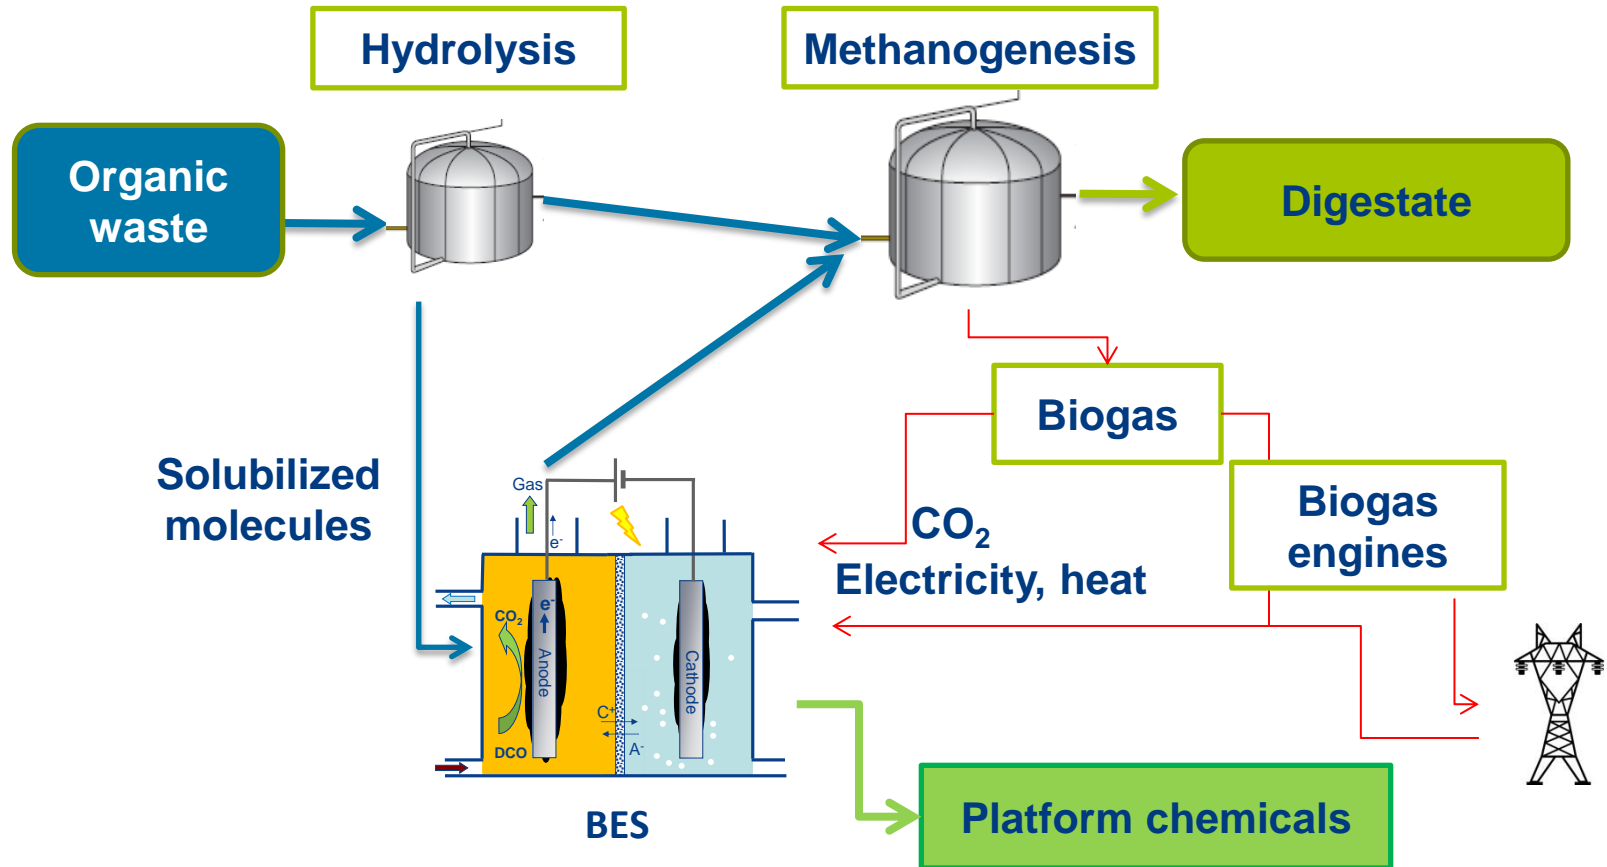 Hydrolysis
Methanogenesis
Organic
waste
Digestate
Biogas
Solubilized
molecules
Gas
e-
CO2
Electricity, heat
Biogas
engines
e-
CO2
Anode
Cathode
C+
A-
DCO
BES
Platform chemicals